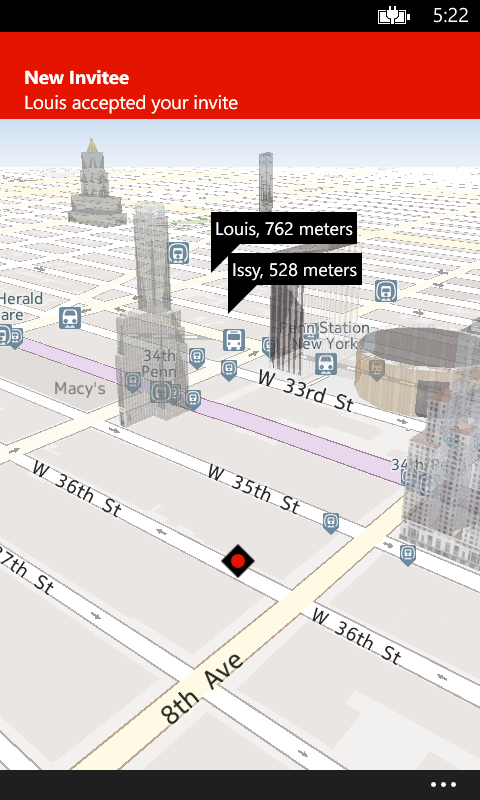 5:22
New Invitee
Louis accepted your invite
Louis, 762 meters
Issy, 528 meters
Herald
are
Penn Station
New York
34th
Penn
Macy's
W 33rd St
34th
W 35th St
W 36th St
W 36th St
7th St
8th Ave